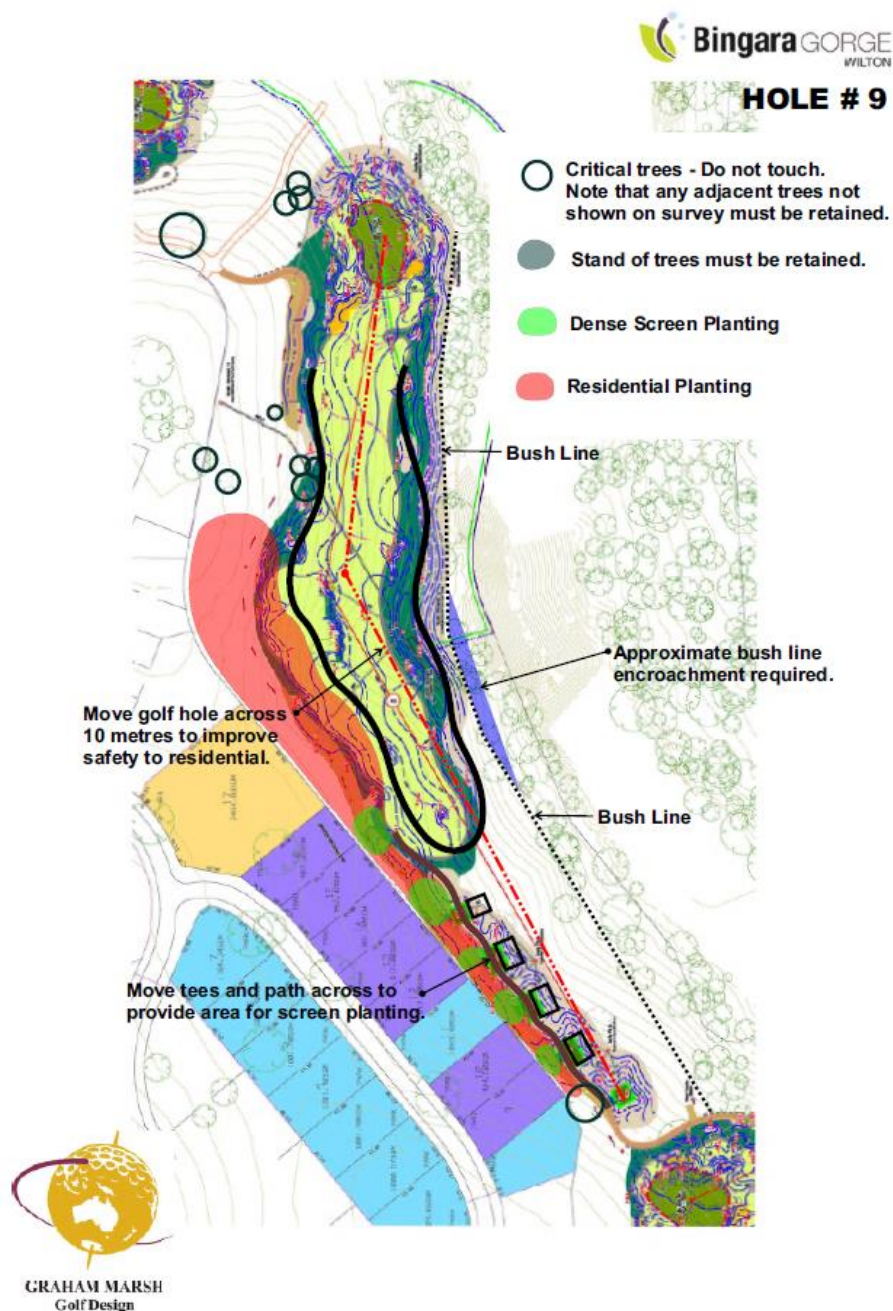 Bingara GORGE
WILTON
HOLE # 9
Critical trees - Do not touch.
Note that any adjacent trees not
shown on survey must be retained.
Stand of trees must be retained.
Dense Screen Planting
Residential Planting
Bush Line
Approximate bush line
encroachment required.
Move golf hole across
10 metres to improve
safety to residential.
Bush Line
Move tees and path across to
provide area for screen planting.
GRAHAM MARSH
Golf Design